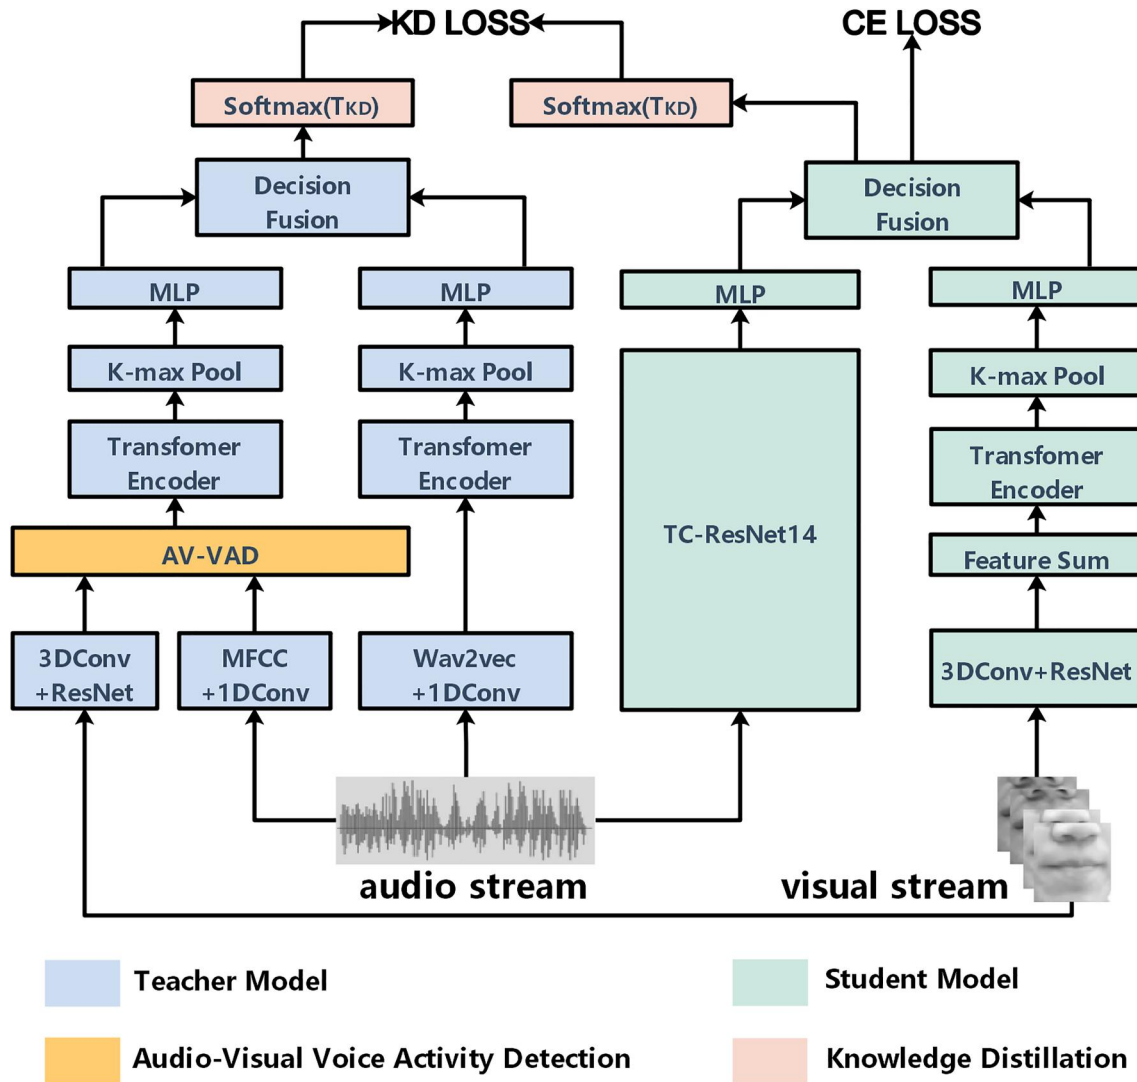 KD LOSS
CE LOSS
Softmax(TKD)
Softmax(TKD)
Decision
Fusion
Decision
Fusion
MLP
MLP
MLP
MLP
K-max Pool
K-max Pool
K-max Pool
Transfomer
Encoder
Transfomer
Encoder
Transfomer
Encoder
TC-ResNet14
AV-VAD
Feature Sum
3DConv
+ResNet
MFCC
+1DConv
Wav2vec
+1DConv
3DConv+ResNet
audio stream
visual stream
Teacher Model
Student Model
Audio-Visual Voice Activity Detection
Knowledge Distillation